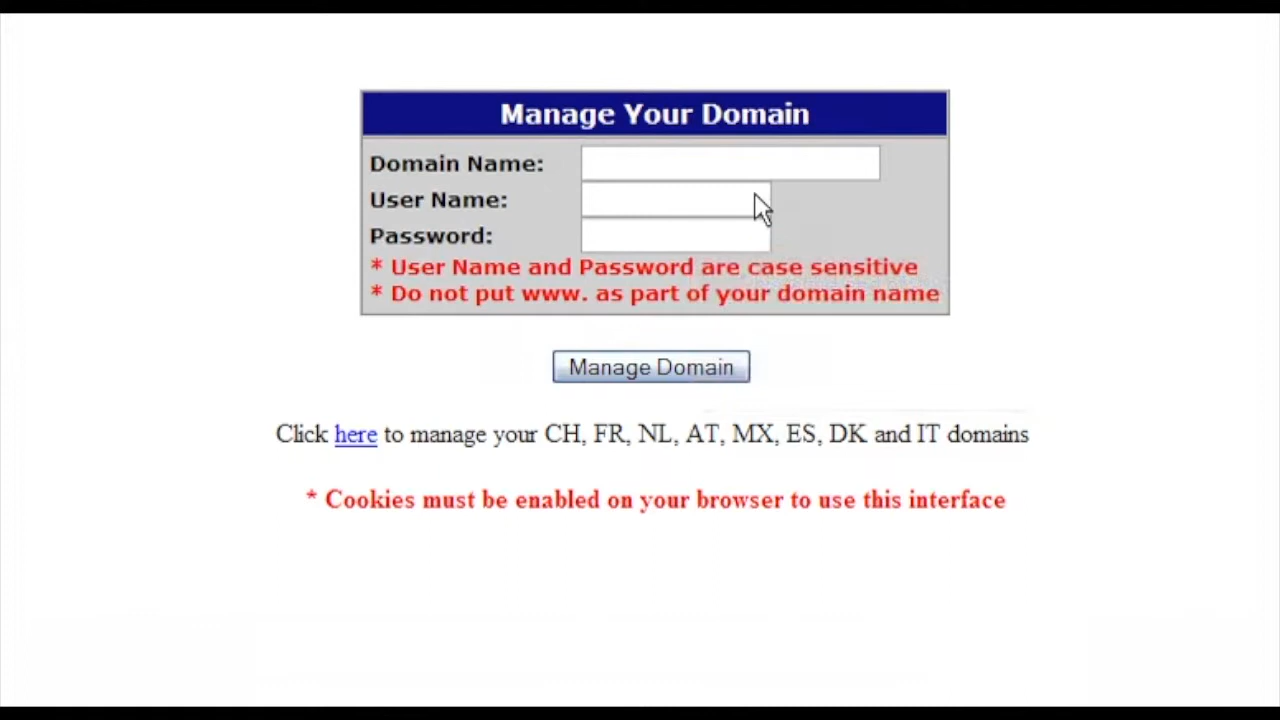 Manage Your Domain
Domain Name:
User Name:
Password:
* User Name and Password are case sensitive
* Do not put www. as part of your domain name
Manage Domain
Click here to manage your CH, FR, NL, AT, MX, ES, DK and IT domains
* Cookies must be enabled on your browser to use this interface